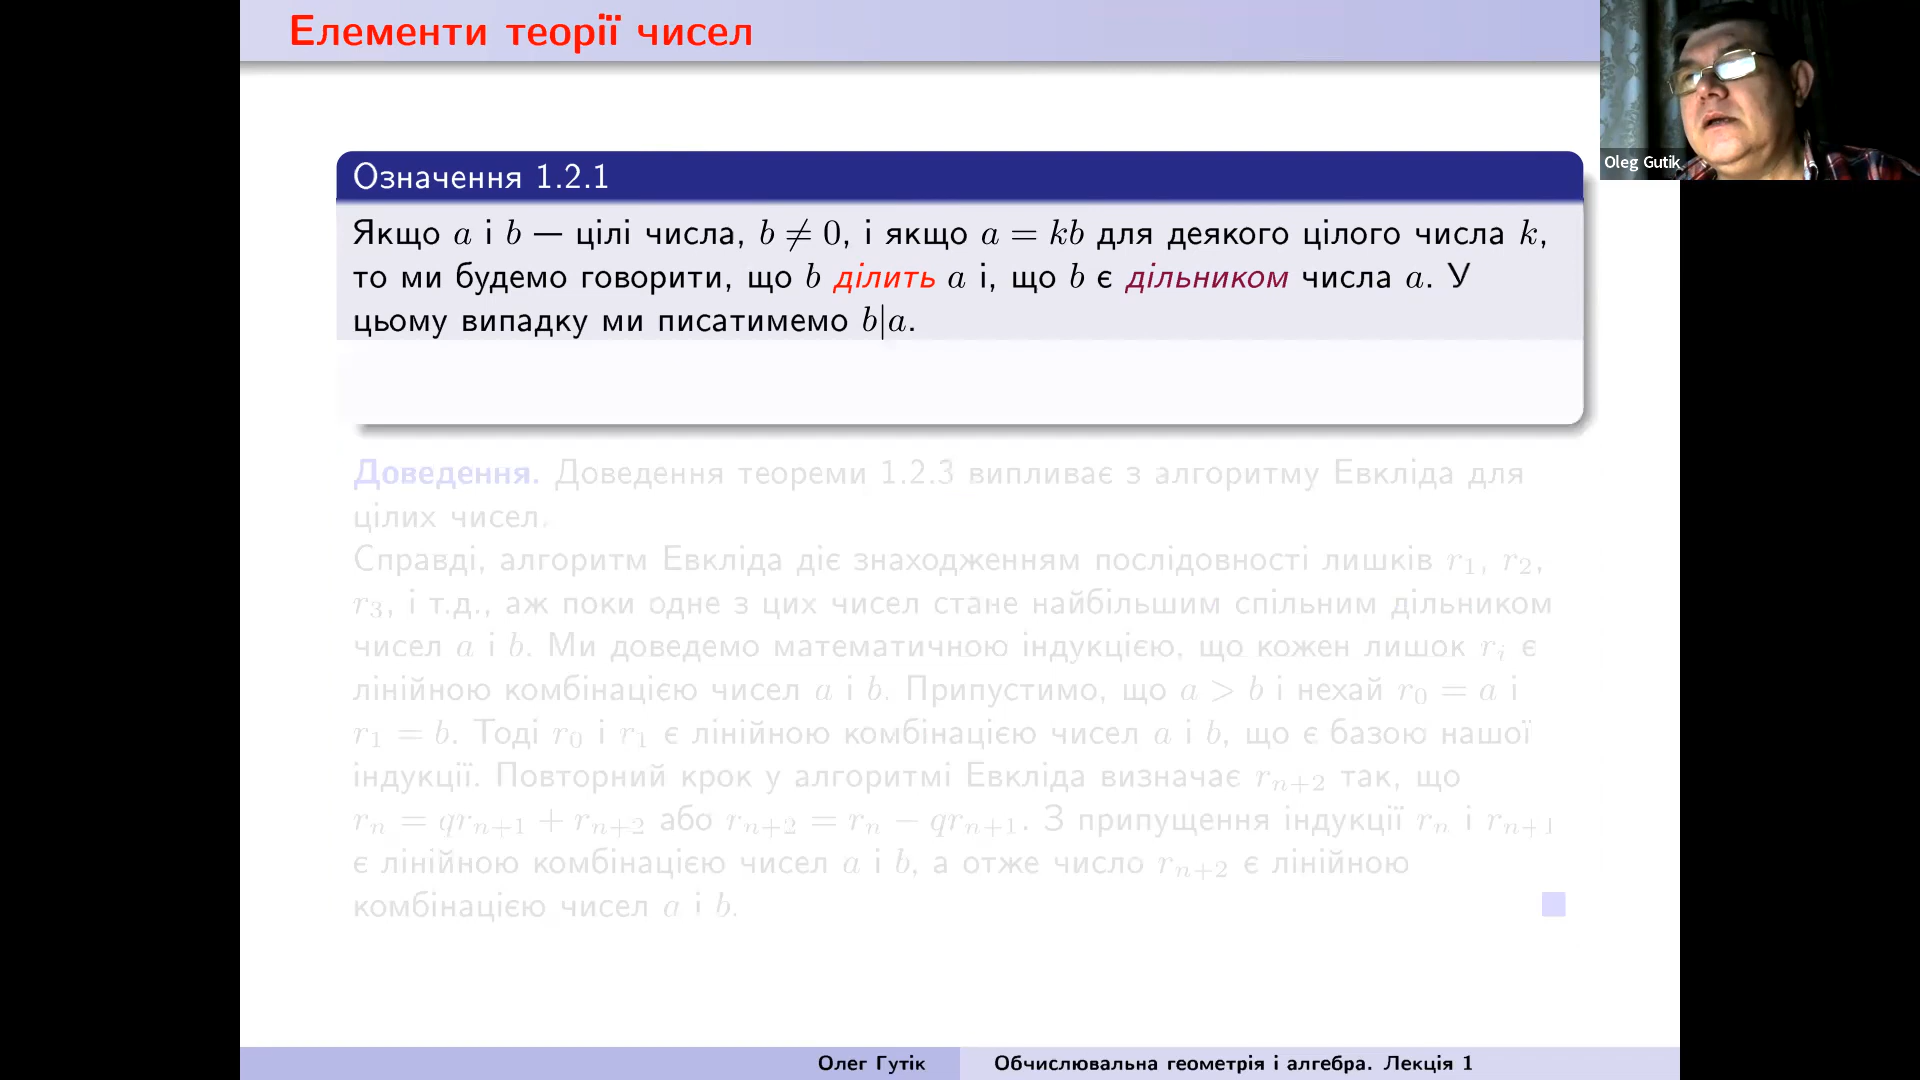 Елементи теорії чисел
Oleg Gutik
Означення 1.2.1
Якщо a і b — цілі числа, b ≠ 0, і якщо a = kb для деякого цілого числа k,
то ми будемо говорити, що b ділить a і, що b є дільником числа a. У
цьому випадку ми писатимемо b|a.
Доведення. Доведення теореми 1.2.3 випливає з алгоритму Евкліда для
цілих чисел.
Справді, алгоритм Евкліда діє знаходженням послідовності лишків r₁, r₂,
r₃, і т.д., аж поки одне з цих чисел стане найбільшим спільним дільником
чисел a і b. Ми доведемо математичною індукцією, що кожен лишок rᵢ є
лінійною комбінацією чисел a і b. Припустимо, що a > b і нехай r₀ = a і
r₁ = b. Тоді r₀ і r₁ є лінійною комбінацією чисел a і b, що є базою нашої
індукції. Повторний крок у алгоритмі Евкліда визначає rₙ₊₂ так, що
rₙ = qrₙ₊₁ + rₙ₊₂ або rₙ₊₂ = rₙ − qrₙ₊₁. З припущення індукції rₙ і rₙ₊₁
є лінійною комбінацією чисел a і b, а отже число rₙ₊₂ є лінійною
комбінацією чисел a і b.
Олег Гутік
Обчислювальна геометрія і алгебра. Лекція 1